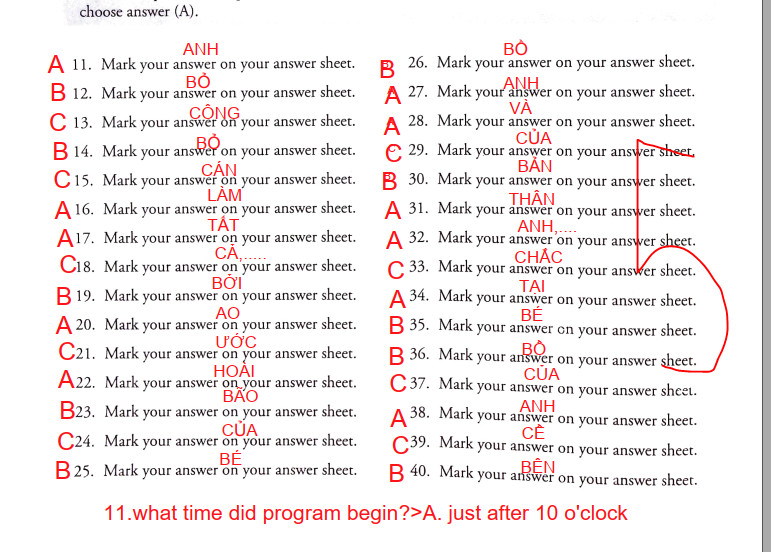 choose answer (A).
ANH
A 11. Mark your answer on your answer sheet.
BỎ
B 12. Mark your answer on your answer sheet.
CÔNG
C 13. Mark your answer on your answer sheet.
BỎ
B 14. Mark your answer on your answer sheet.
CÁN
C 15. Mark your answer on your answer sheet.
LÀM
A 16. Mark your answer on your answer sheet.
TẤT
A 17. Mark your answer on your answer sheet.
CẢ,.....
C 18. Mark your answer on your answer sheet.
BỞI
B 19. Mark your answer on your answer sheet.
AO
A 20. Mark your answer on your answer sheet.
ƯỚC
C 21. Mark your answer on your answer sheet.
HOÀI
A 22. Mark your answer on your answer sheet.
BÃO
B 23. Mark your answer on your answer sheet.
CỦA
C 24. Mark your answer on your answer sheet.
BÉ
B 25. Mark your answer on your answer sheet.
BỒ
B 26. Mark your answer on your answer sheet.
ANH
A 27. Mark your answer on your answer sheet.
VÀ
A 28. Mark your answer on your answer sheet.
CỦA
C 29. Mark your answer on your answer sheet.
BẢN
B 30. Mark your answer on your answer sheet.
THÂN
A 31. Mark your answer on your answer sheet.
ANH,....
A 32. Mark your answer on your answer sheet.
CHẮC
C 33. Mark your answer on your answer sheet.
TẠI
A 34. Mark your answer on your answer sheet.
BÉ
B 35. Mark your answer on your answer sheet.
BỒ
B 36. Mark your answer on your answer sheet.
CỦA
C 37. Mark your answer on your answer sheet.
ANH
A 38. Mark your answer on your answer sheet.
CÈ
C 39. Mark your answer on your answer sheet.
BÊN
B 40. Mark your answer on your answer sheet.
11.what time did program begin?>A. just after 10 o'clock